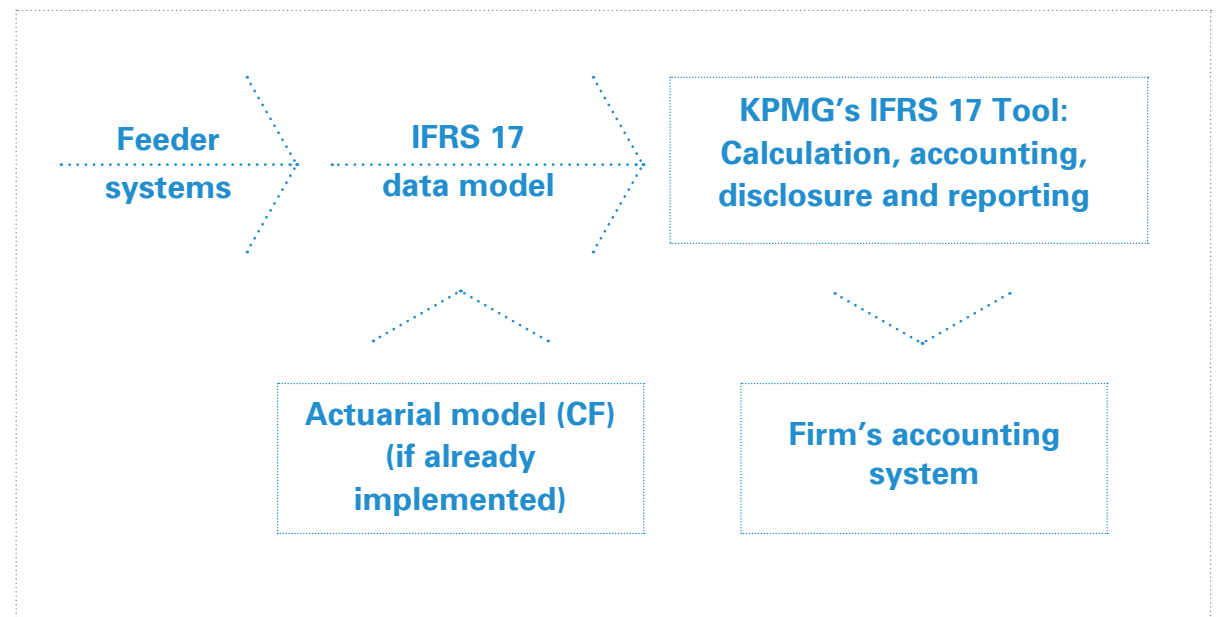 Feeder
systems
IFRS 17
data model
KPMG’s IFRS 17 Tool:
Calculation, accounting,
disclosure and reporting
Actuarial model (CF)
(if already
implemented)
Firm’s accounting
system